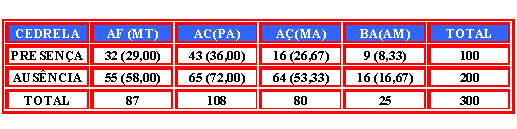 CEDRELA AF (MT) AC(PA) AÇ(MA) BA(AM) TOTAL
PRESENÇA 32 (29,00) 43 (36,00) 16 (26,67) 9 (8,33) 100
AUSÊNCIA 55 (58,00) 65 (72,00) 64 (53,33) 16 (16,67) 200
TOTAL 87 108 80 25 300